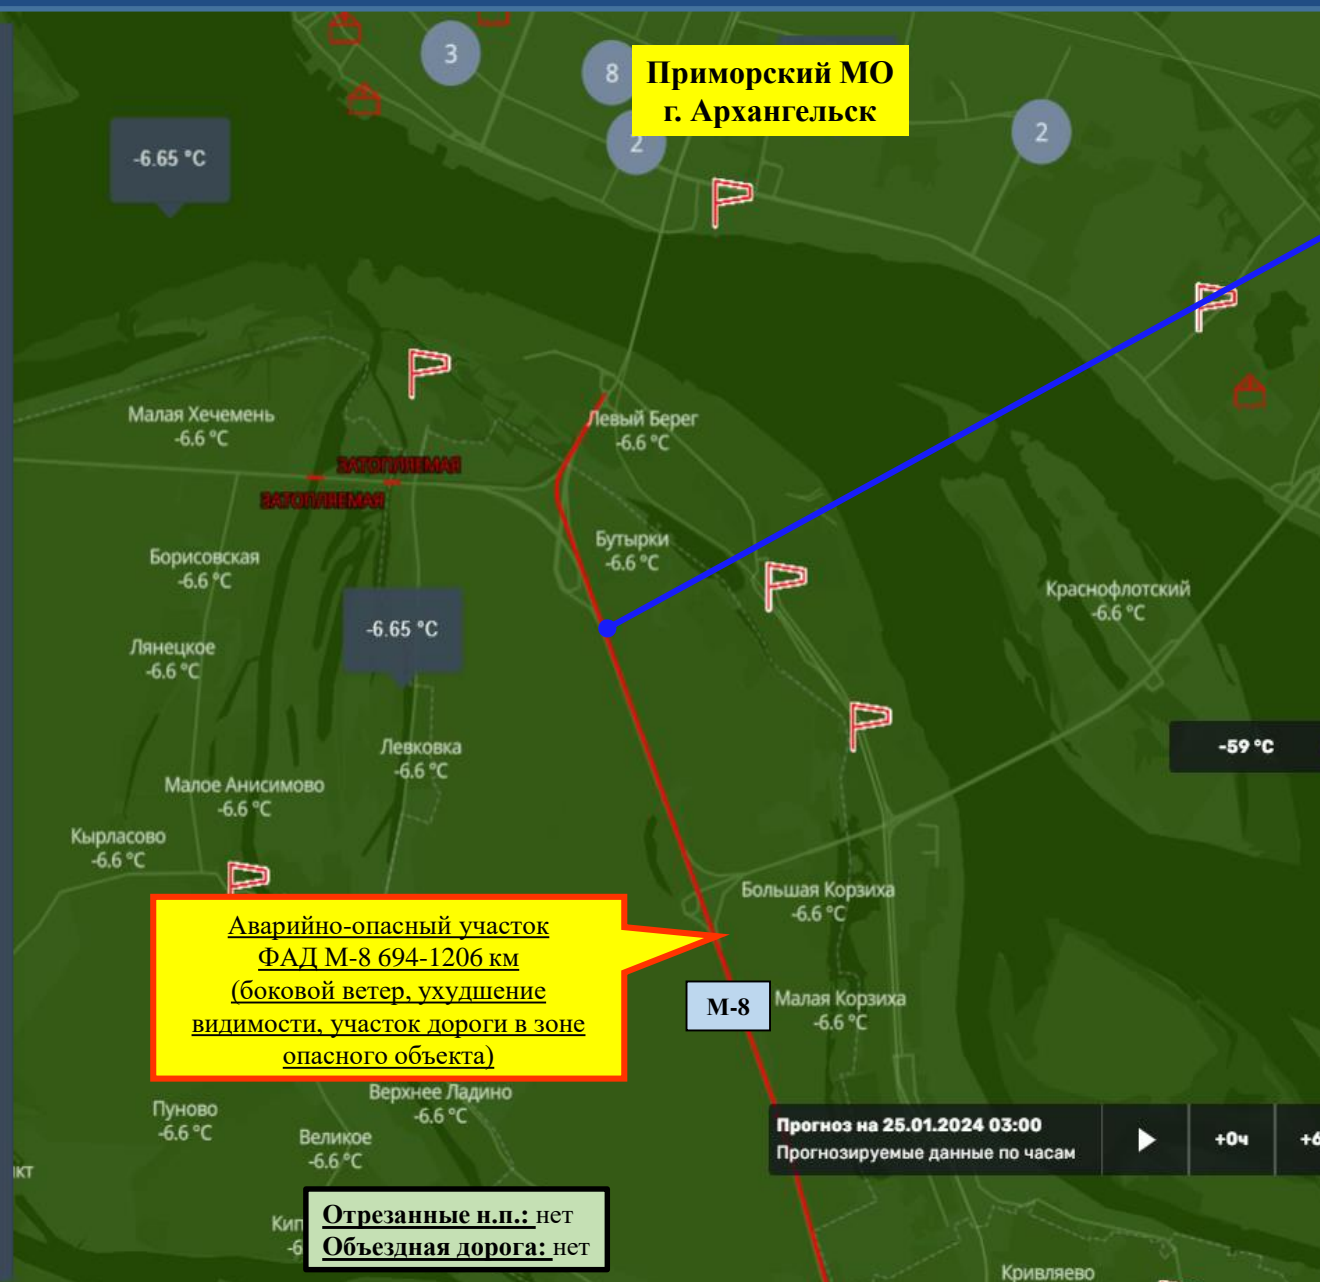 3
8
Приморский МО
г. Архангельск
2
2
-6.65 °C
Малая Хечемень
-6.6 °C
Левый Берег
-6.6 °C
ЗАТОПЛЯЕМАЯ
ЗАТОПЛЯЕМАЯ
Бутырки
-6.6 °C
Борисовская
-6.6 °C
Краснофлотский
-6.6 °C
-6.65 °C
Лянецкое
-6.6 °C
Левковка
-6.6 °C
-59 °C
Малое Анисимово
-6.6 °C
Кырласово
-6.6 °C
Большая Корзиха
-6.6 °C
Аварийно-опасный участок
ФАД М-8 694-1206 км
(боковой ветер, ухудшение
видимости, участок дороги в зоне
опасного объекта)
М-8
Малая Корзиха
-6.6 °C
Верхнее Ладино
-6.6 °C
Пуново
-6.6 °C
Великое
-6.6 °C
Прогноз на 25.01.2024 03:00
Прогнозируемые данные по часам
+0ч
+6
кт
Кип
-6
Отрезанные н.п.: нет
Объездная дорога: нет
Кривляево